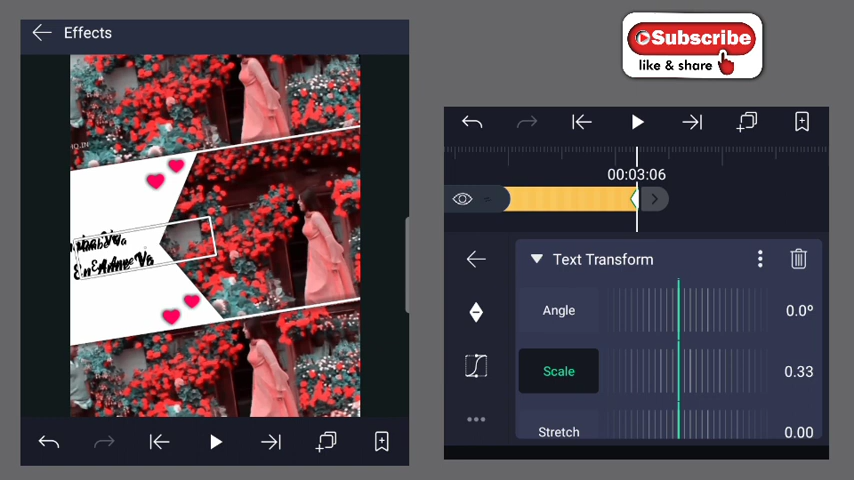 Effects
Subscribe
like & share
00:03:06
Text Transform
Angle
0.0º
Scale
0.33
Stretch
0.00